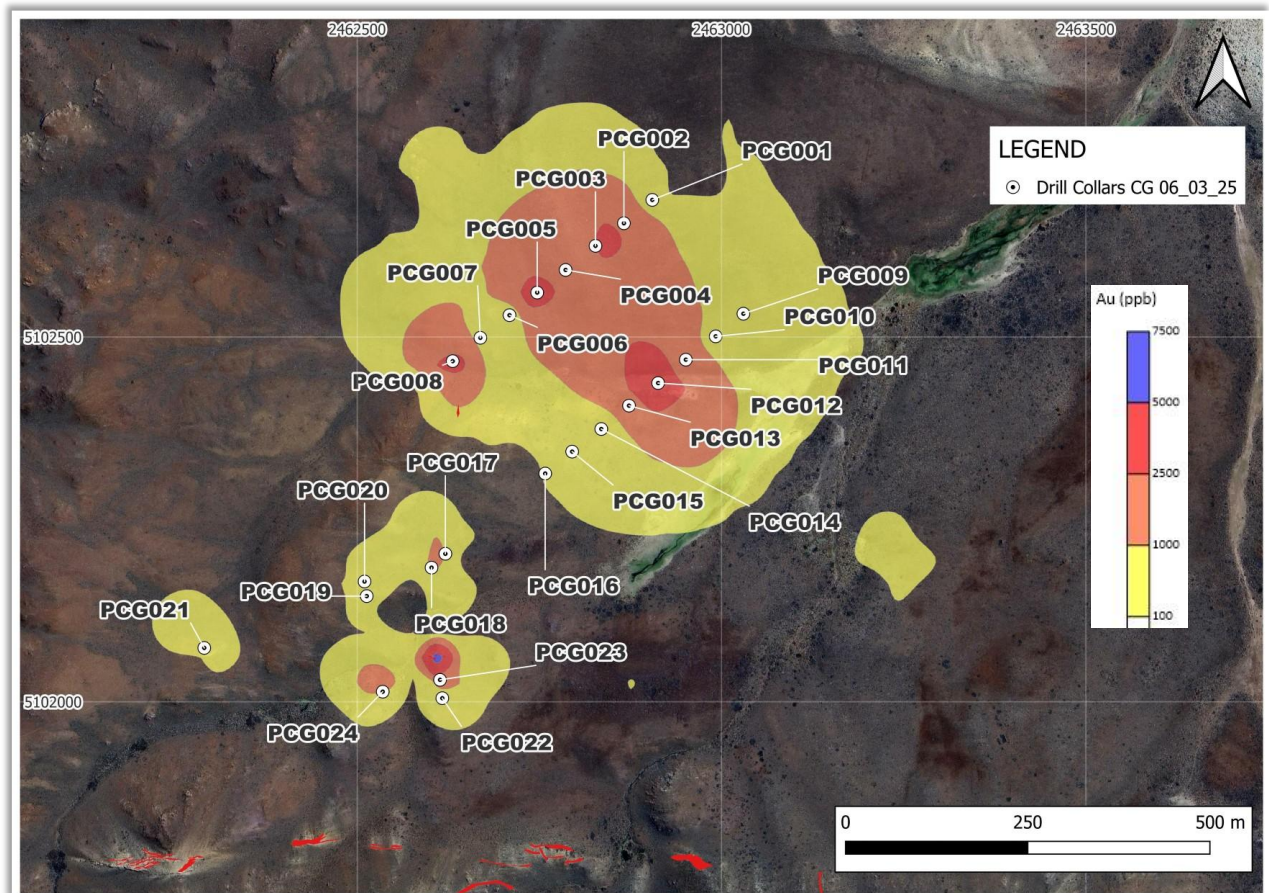 2462500
2463000
2463500
PCG002
PCG001
LEGEND
PCG003
Drill Collars CG 06_03_25
PCG005
PCG007
PCG009
PCG004
Au (ppb)
PCG010
7500
5102500
PCG006
PCG011
PCG008
5000
PCG012
PCG013
PCG017
2500
PCG020
PCG015
PCG014
1000
PCG019
PCG016
PCG021
PCG018
100
PCG023
5102000
PCG024
PCG022
0 250 500 m